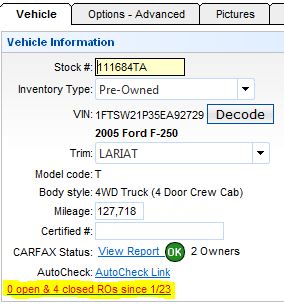 Vehicle Options - Advanced Pictures
Vehicle Information
Stock #: 111684TA
Inventory Type: Pre-Owned
VIN: 1FTSW21P35EA92729 Decode
2005 Ford F-250
Trim: LARIAT
Model code: T
Body style: 4WD Truck (4 Door Crew Cab)
Mileage: 127,718
Certified #:
CARFAX Status: View Report OK 2 Owners
AutoCheck: AutoCheck Link
0 open & 4 closed ROs since 1/23